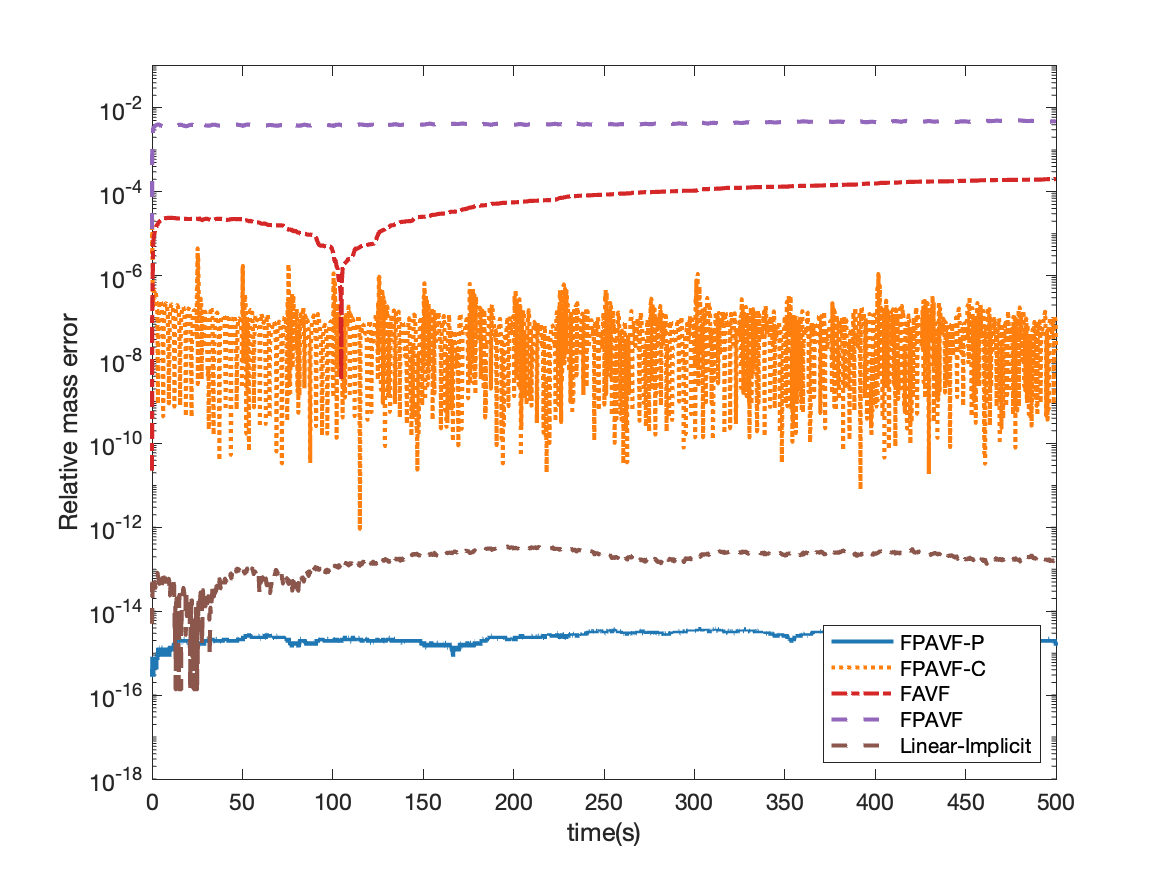 Relative mass error
10-2
10-4
10-6
10-8
10-10
10-12
10-14
10-16
10-18
0 50 100 150 200 250 300 350 400 450 500
time(s)
FPAVF-P
FPAVF-C
FAVF
FPAVF
Linear-Implicit